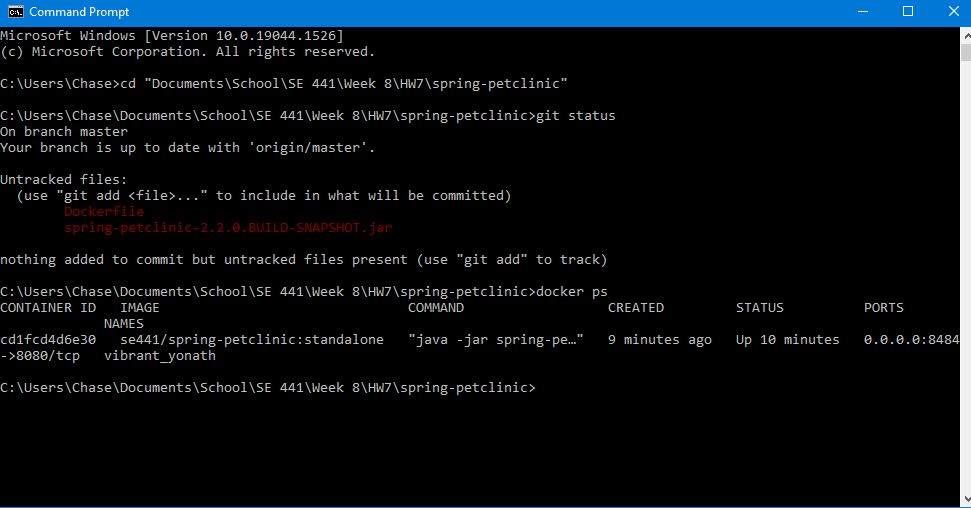 Command Prompt
Microsoft Windows [Version 10.0.19044.1526]
(c) Microsoft Corporation. All rights reserved.
C:\Users\Chase>cd "Documents\School\SE 441\Week 8\HW7\spring-petclinic"
C:\Users\Chase\Documents\School\SE 441\Week 8\HW7\spring-petclinic>git status
On branch master
Your branch is up to date with 'origin/master'.
Untracked files:
  (use "git add <file>..." to include in what will be committed)
        Dockerfile
        spring-petclinic-2.2.0.BUILD-SNAPSHOT.jar
nothing added to commit but untracked files present (use "git add" to track)
C:\Users\Chase\Documents\School\SE 441\Week 8\HW7\spring-petclinic>docker ps
CONTAINER ID   IMAGE                               COMMAND                  CREATED         STATUS          PORTS
             NAMES
cd1fcd4d6e30   se441/spring-petclinic:standalone   "java -jar spring-pe…"   9 minutes ago   Up 10 minutes   0.0.0.0:8484
->8080/tcp   vibrant_yonath
C:\Users\Chase\Documents\School\SE 441\Week 8\HW7\spring-petclinic>